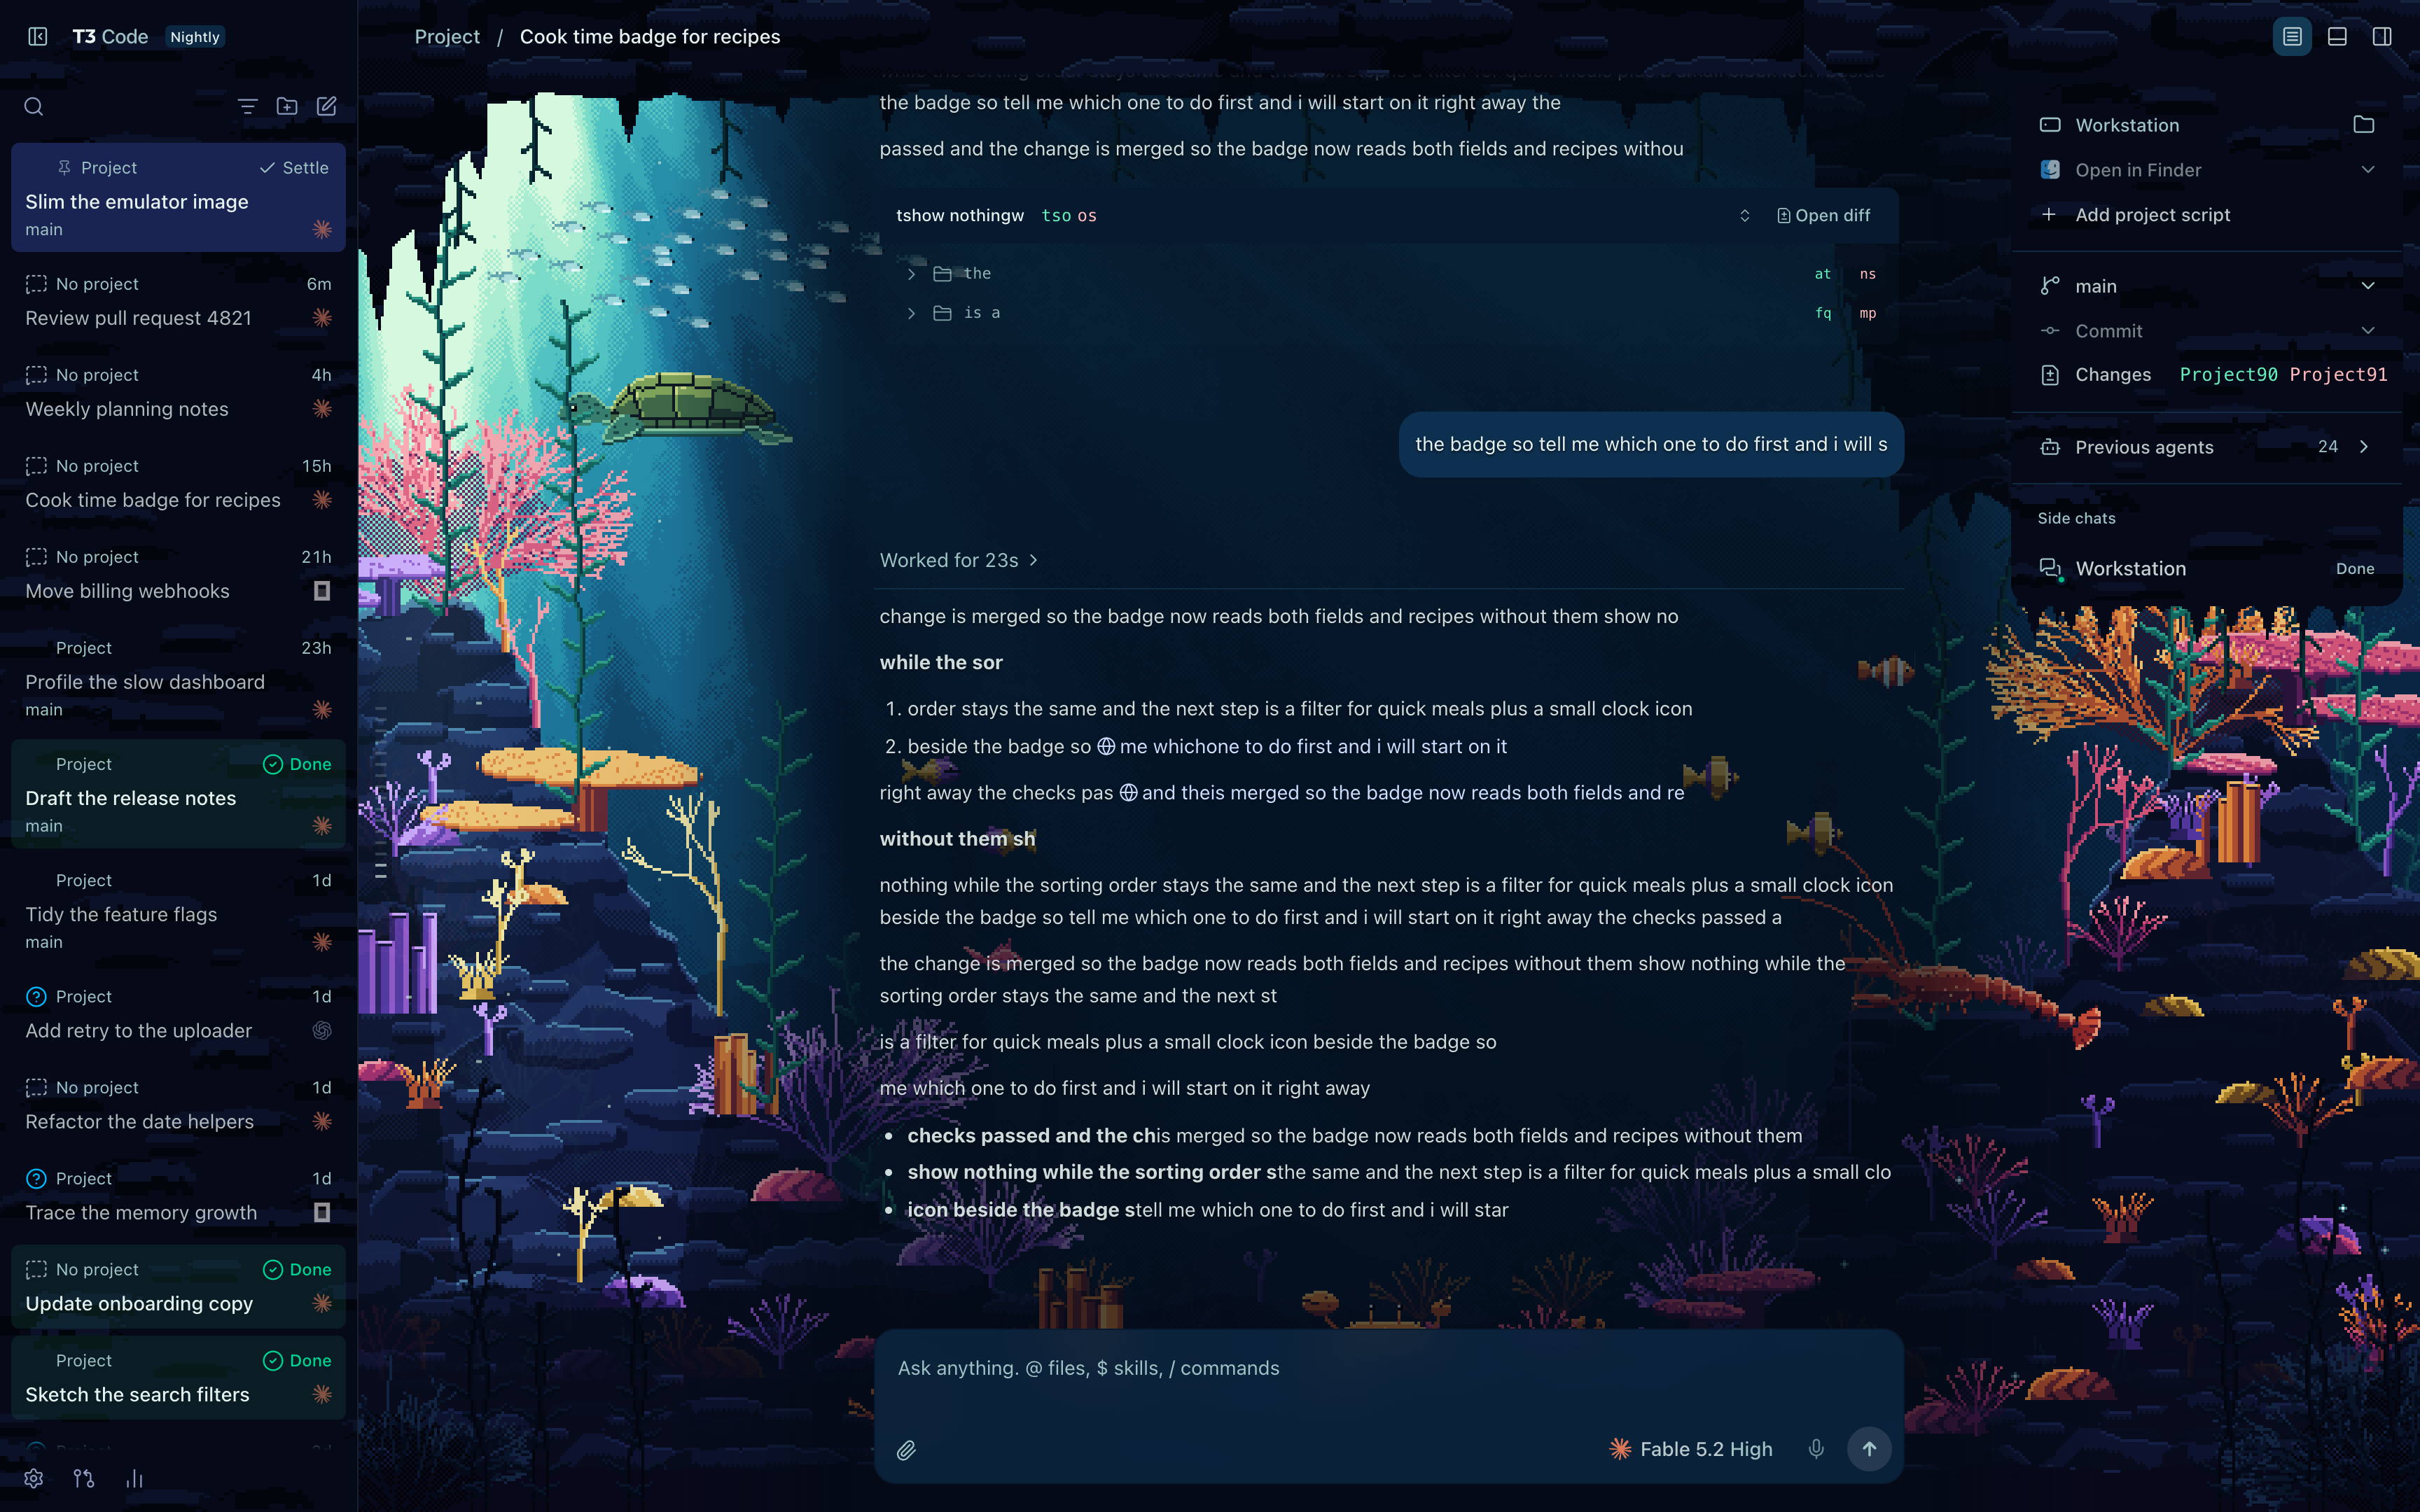 T3 Code Nightly
Project / Cook time badge for recipes
Project Settle
Slim the emulator image
main
No project 6m
Review pull request 4821
No project 4h
Weekly planning notes
No project 15h
Cook time badge for recipes
No project 21h
Move billing webhooks
Project 23h
Profile the slow dashboard
main
Project Done
Draft the release notes
main
Project 1d
Tidy the feature flags
main
Project 1d
Add retry to the uploader
No project 1d
Refactor the date helpers
Project 1d
Trace the memory growth
No project Done
Update onboarding copy
Project Done
Sketch the search filters
the badge so tell me which one to do first and i will start on it right away the
passed and the change is merged so the badge now reads both fields and recipes withou
tshow nothingw tso os Open diff
the at ns
is a fq mp
the badge so tell me which one to do first and i will s
Worked for 23s
change is merged so the badge now reads both fields and recipes without them show no
while the sor
1. order stays the same and the next step is a filter for quick meals plus a small clock icon
2. beside the badge so me whichone to do first and i will start on it
right away the checks pas and theis merged so the badge now reads both fields and re
without them sh
nothing while the sorting order stays the same and the next step is a filter for quick meals plus a small clock icon
beside the badge so tell me which one to do first and i will start on it right away the checks passed a
the change is merged so the badge now reads both fields and recipes without them show nothing while the
sorting order stays the same and the next st
is a filter for quick meals plus a small clock icon beside the badge so
me which one to do first and i will start on it right away
• checks passed and the chis merged so the badge now reads both fields and recipes without them
• show nothing while the sorting order sthe same and the next step is a filter for quick meals plus a small clo
• icon beside the badge stell me which one to do first and i will star
Ask anything. @ files, $ skills, / commands
Fable 5.2 High
Workstation
Open in Finder
Add project script
main
Commit
Changes Project90 Project91
Previous agents 24
Side chats
Workstation Done